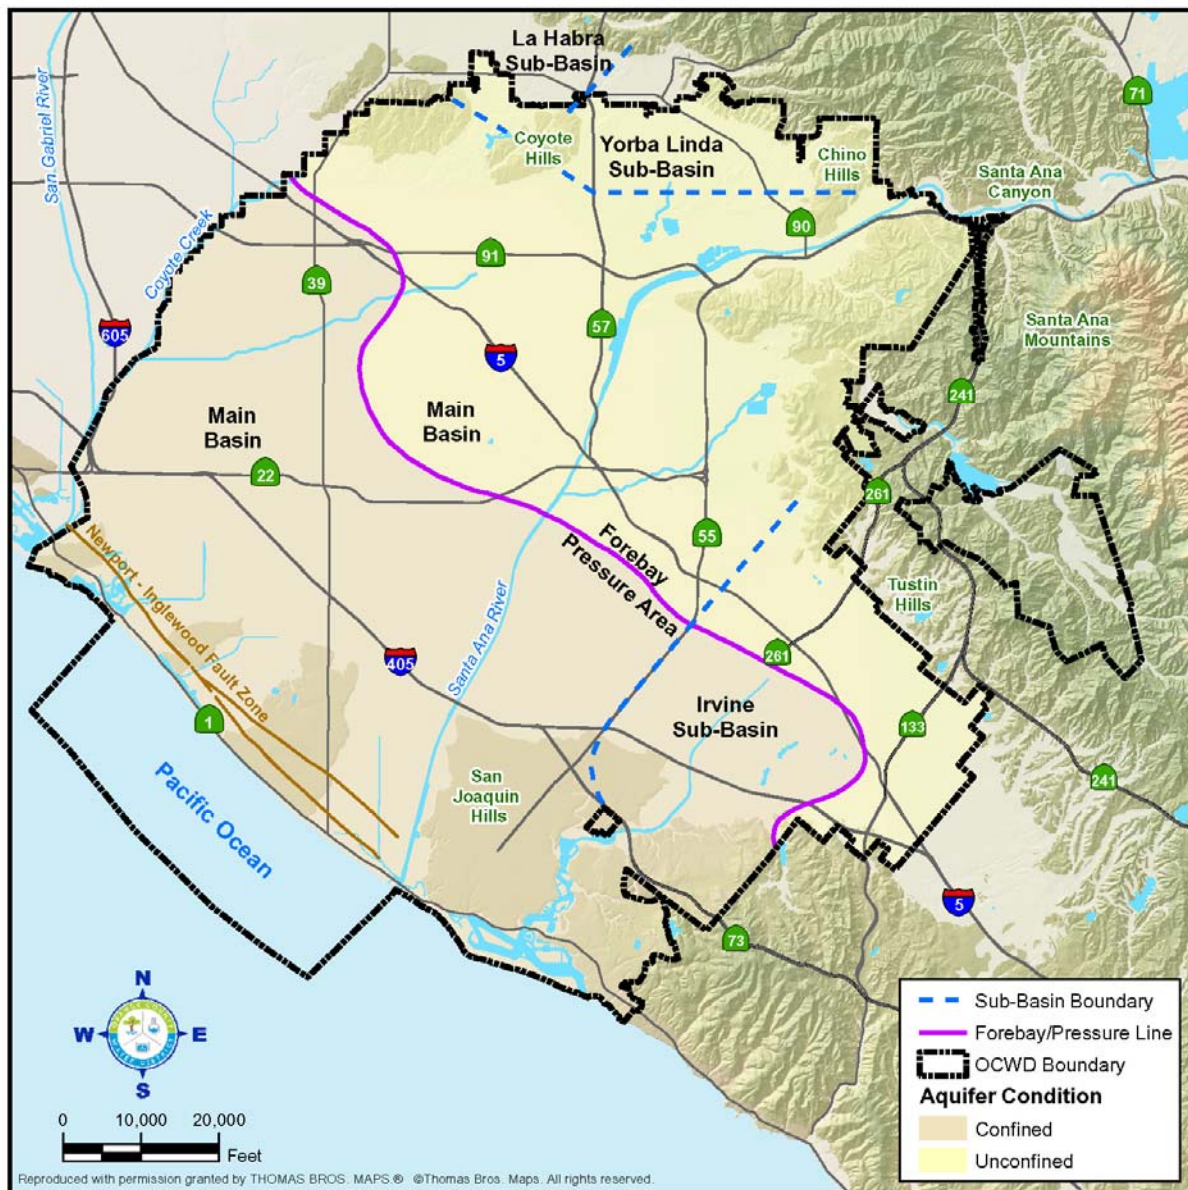 La Habra
Sub-Basin
71
San Gabriel River
Coyote
Hills
Yorba Linda
Sub-Basin
Chino
Hills
Santa Ana
Canyon
Coyote Creek
90
91
39
605
57
5
Santa Ana
Mountains
241
Main
Basin
Main
Basin
22
261
55
Forebay
Pressure Area
Newport - Inglewood Fault Zone
Tustin
Hills
Santa Ana River
405
261
1
Irvine
Sub-Basin
133
241
San
Joaquin
Hills
Pacific Ocean
5
73
N
W
E
S
ORANGE COUNTY
WATER DISTRICT
0 10,000 20,000
Feet
Sub-Basin Boundary
Forebay/Pressure Line
OCWD Boundary
Aquifer Condition
Confined
Unconfined
Reproduced with permission granted by THOMAS BROS. MAPS.® ©Thomas Bros. Maps. All rights reserved.